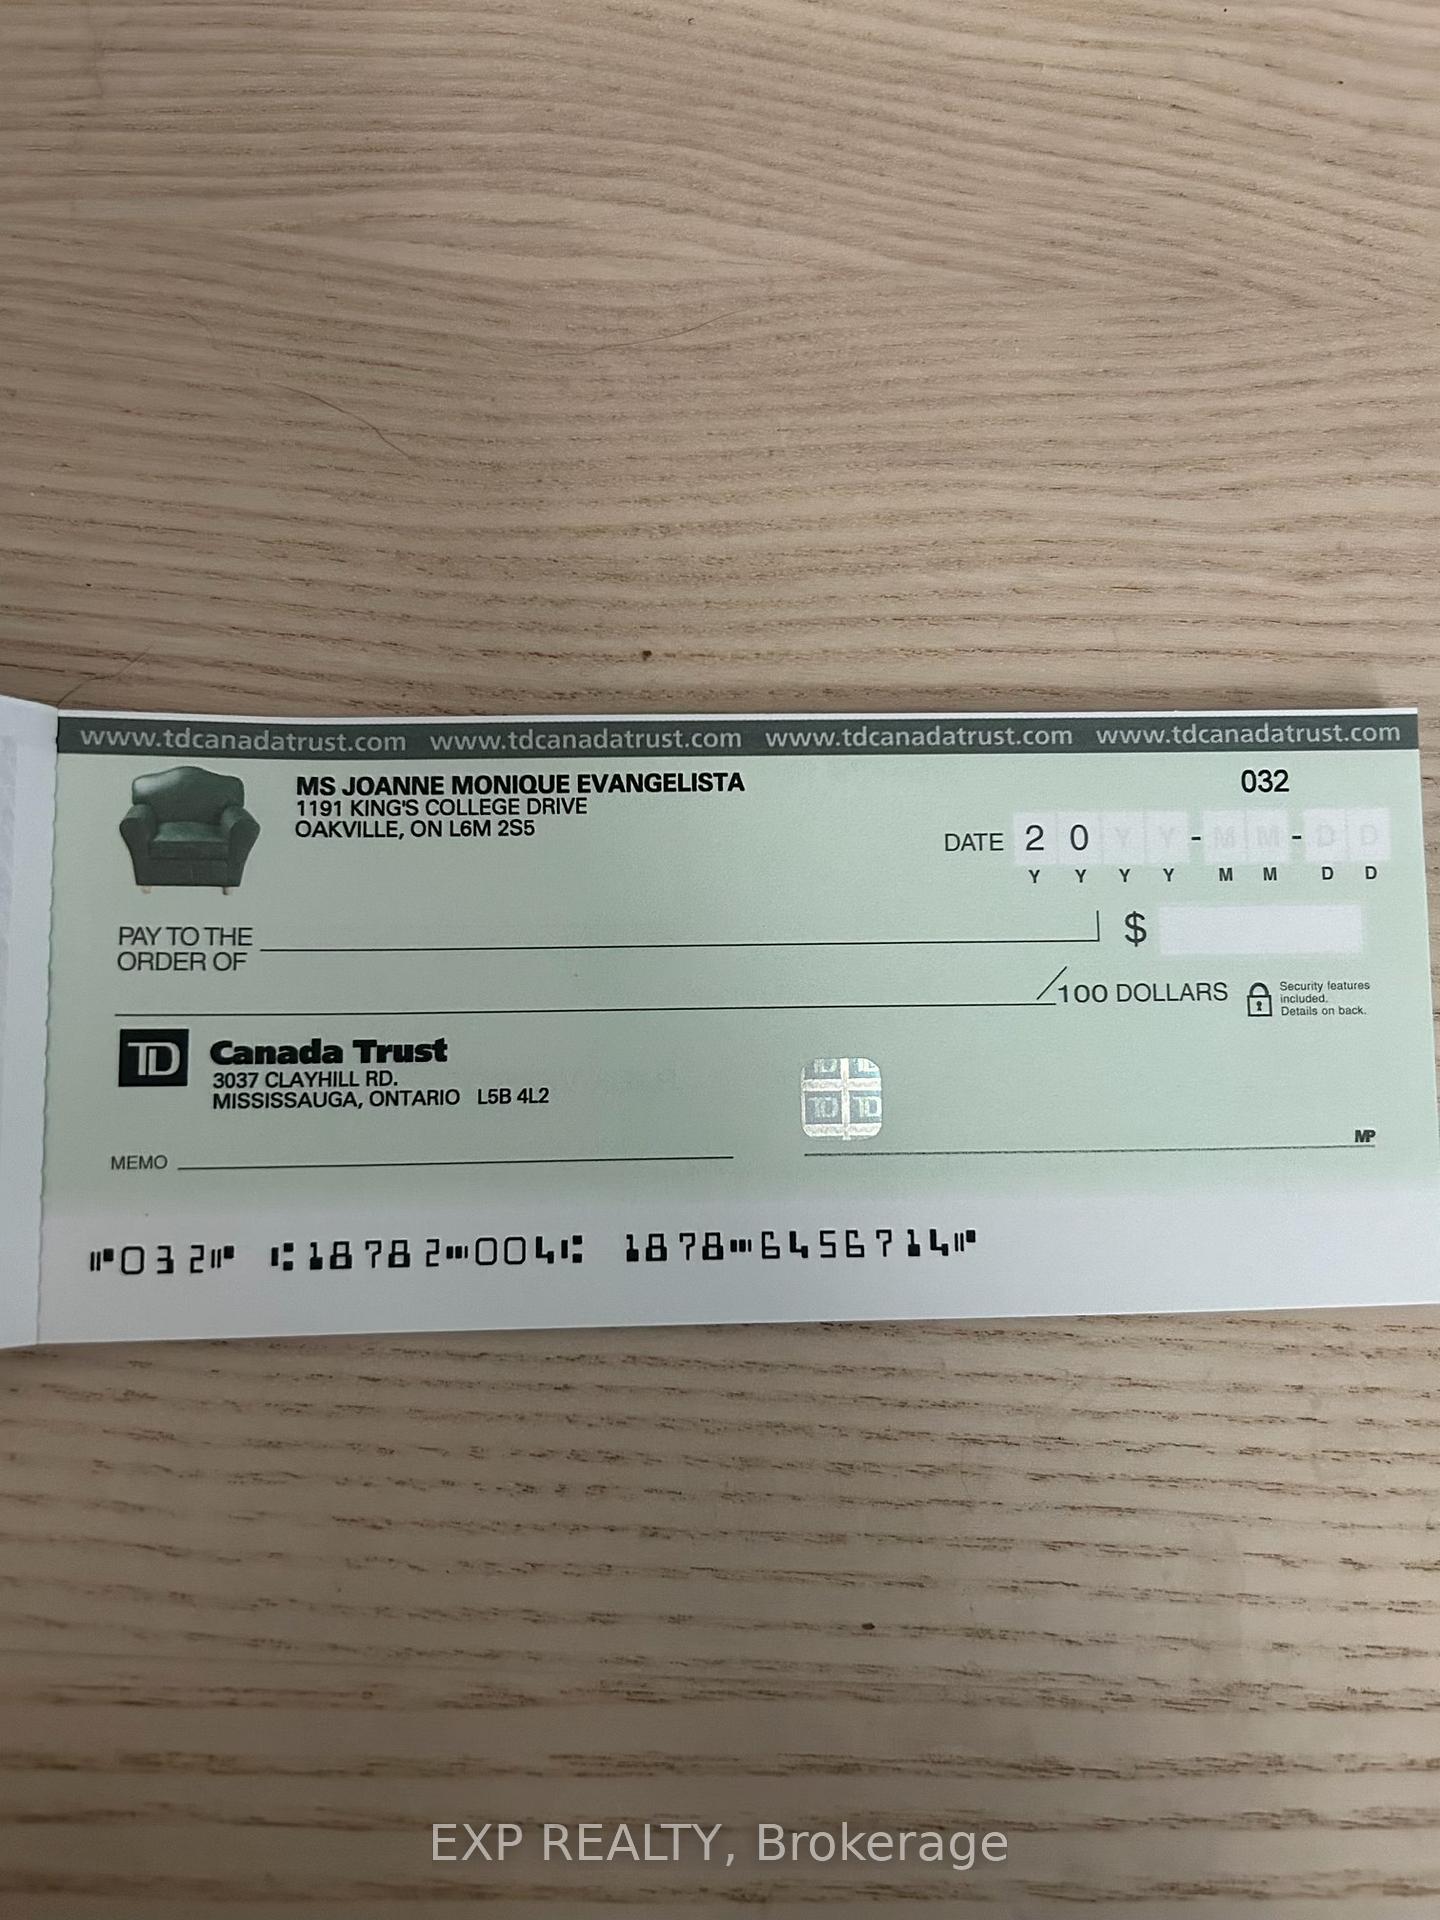 www.tdcanadatrust.com www.tdcanadatrust.com www.tdcanadatrust.com www.tdcanadatrust.com
MS JOANNE MONIQUE EVANGELISTA
032
1191 KING'S COLLEGE DRIVE
OAKVILLE, ON L6M 2S5
DATE 2 0 Y Y - M M - D D
Y Y Y Y M M D D
PAY TO THE
ORDER OF
$
/100 DOLLARS
Security features
included.
Details on back.
TD Canada Trust
3037 CLAYHILL RD.
MISSISSAUGA, ONTARIO L5B 4L2
TD TD
MP
MEMO
⑈032⑈ ⑆18782⑉004⑆ 1878⑉6456714⑈
EXP REALTY, Brokerage